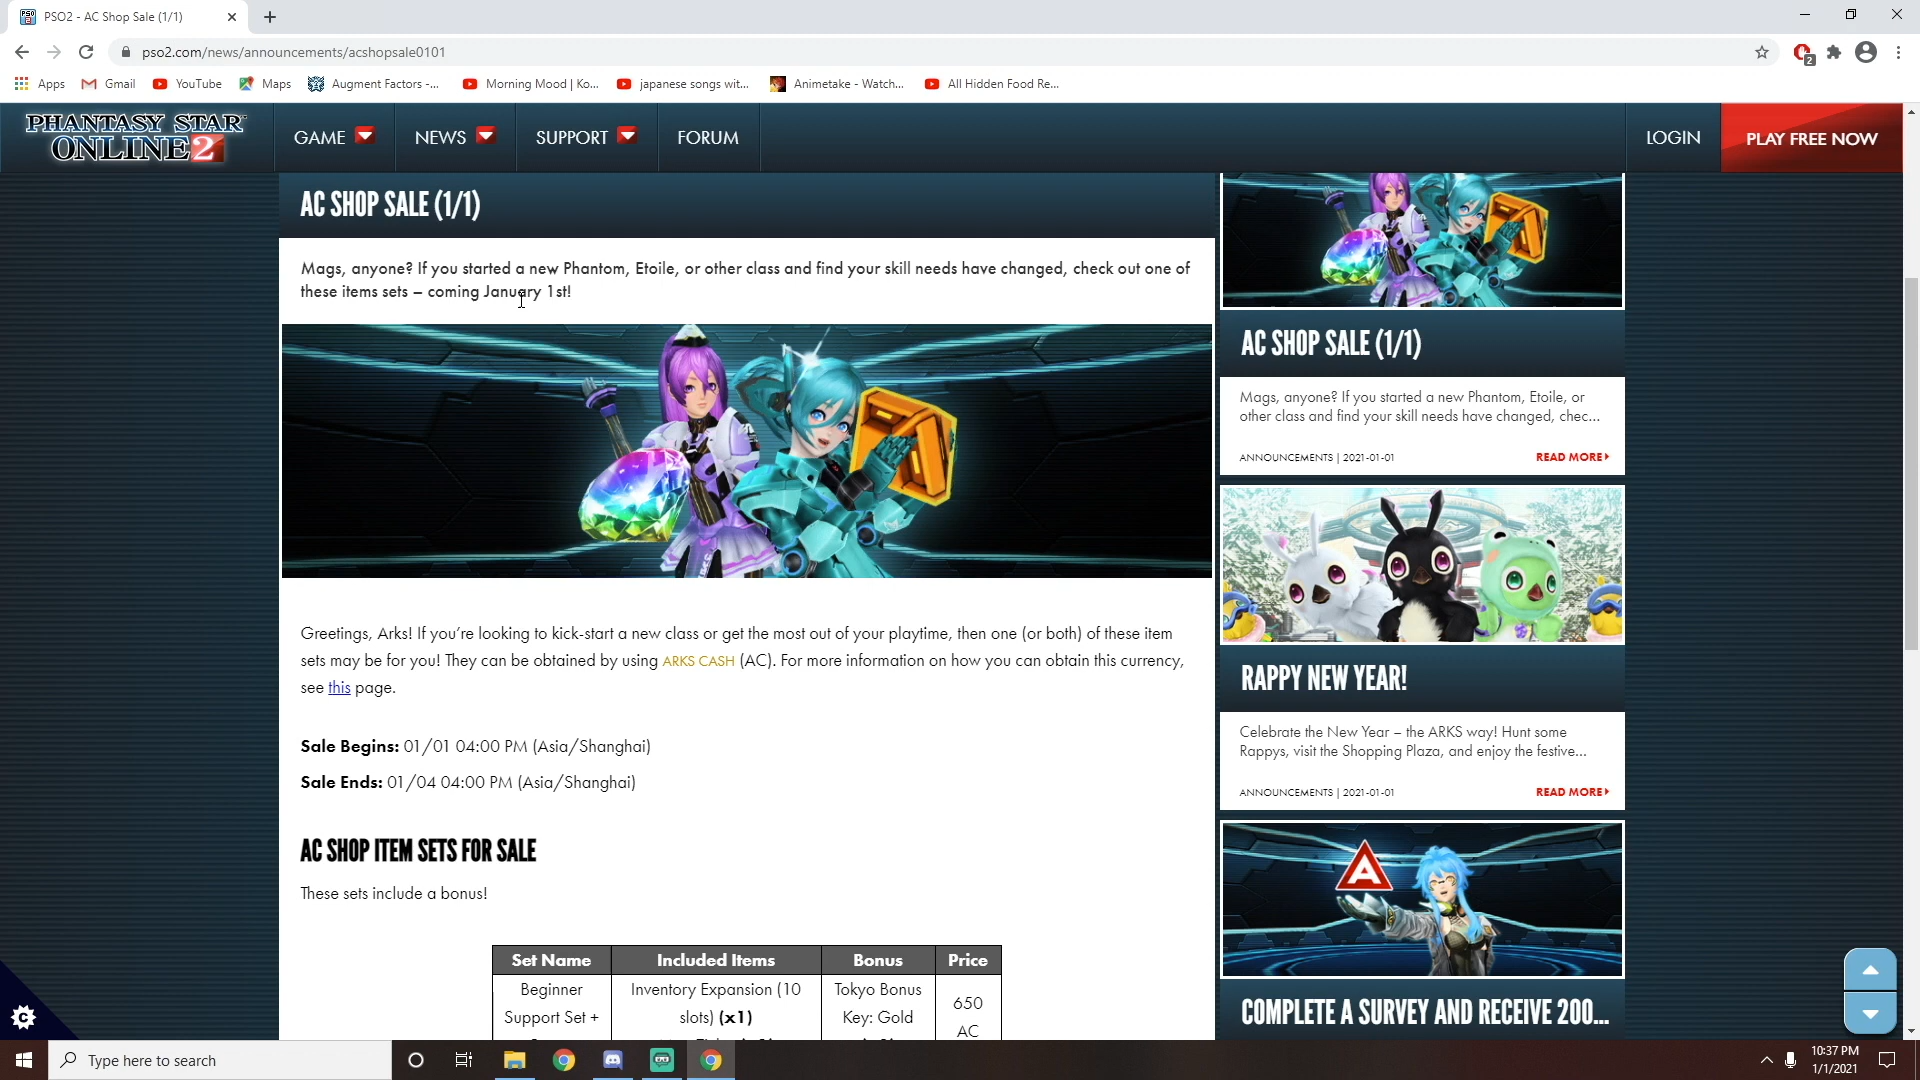 PSO2 - AC Shop Sale (1/1)
pso2.com/news/announcements/acshopsale0101
2
Apps
Gmail
YouTube
Maps
Augment Factors -...
Morning Mood | Ko...
japanese songs wit...
Animetake - Watch...
All Hidden Food Re...
PHANTASY STAR
ONLINE 2
GAME
NEWS
SUPPORT
FORUM
LOGIN
PLAY FREE NOW
AC SHOP SALE (1/1)
Mags, anyone? If you started a new Phantom, Etoile, or other class and find your skill needs have changed, check out one of
these items sets – coming January 1st!
Greetings, Arks! If you're looking to kick-start a new class or get the most out of your playtime, then one (or both) of these item
sets may be for you! They can be obtained by using ARKS CASH (AC). For more information on how you can obtain this currency,
see this page.
Sale Begins: 01/01 04:00 PM (Asia/Shanghai)
Sale Ends: 01/04 04:00 PM (Asia/Shanghai)
AC SHOP ITEM SETS FOR SALE
These sets include a bonus!
Set Name
Included Items
Bonus
Price
Beginner
Support Set +
Inventory Expansion (10
slots) (x1)
Tokyo Bonus
Key: Gold
650
AC
AC SHOP SALE (1/1)
Mags, anyone? If you started a new Phantom, Etoile, or
other class and find your skill needs have changed, chec...
ANNOUNCEMENTS | 2021-01-01
READ MORE
RAPPY NEW YEAR!
Celebrate the New Year – the ARKS way! Hunt some
Rappys, visit the Shopping Plaza, and enjoy the festive...
ANNOUNCEMENTS | 2021-01-01
READ MORE
A
COMPLETE A SURVEY AND RECEIVE 200...
Type here to search
10:37 PM
1/1/2021